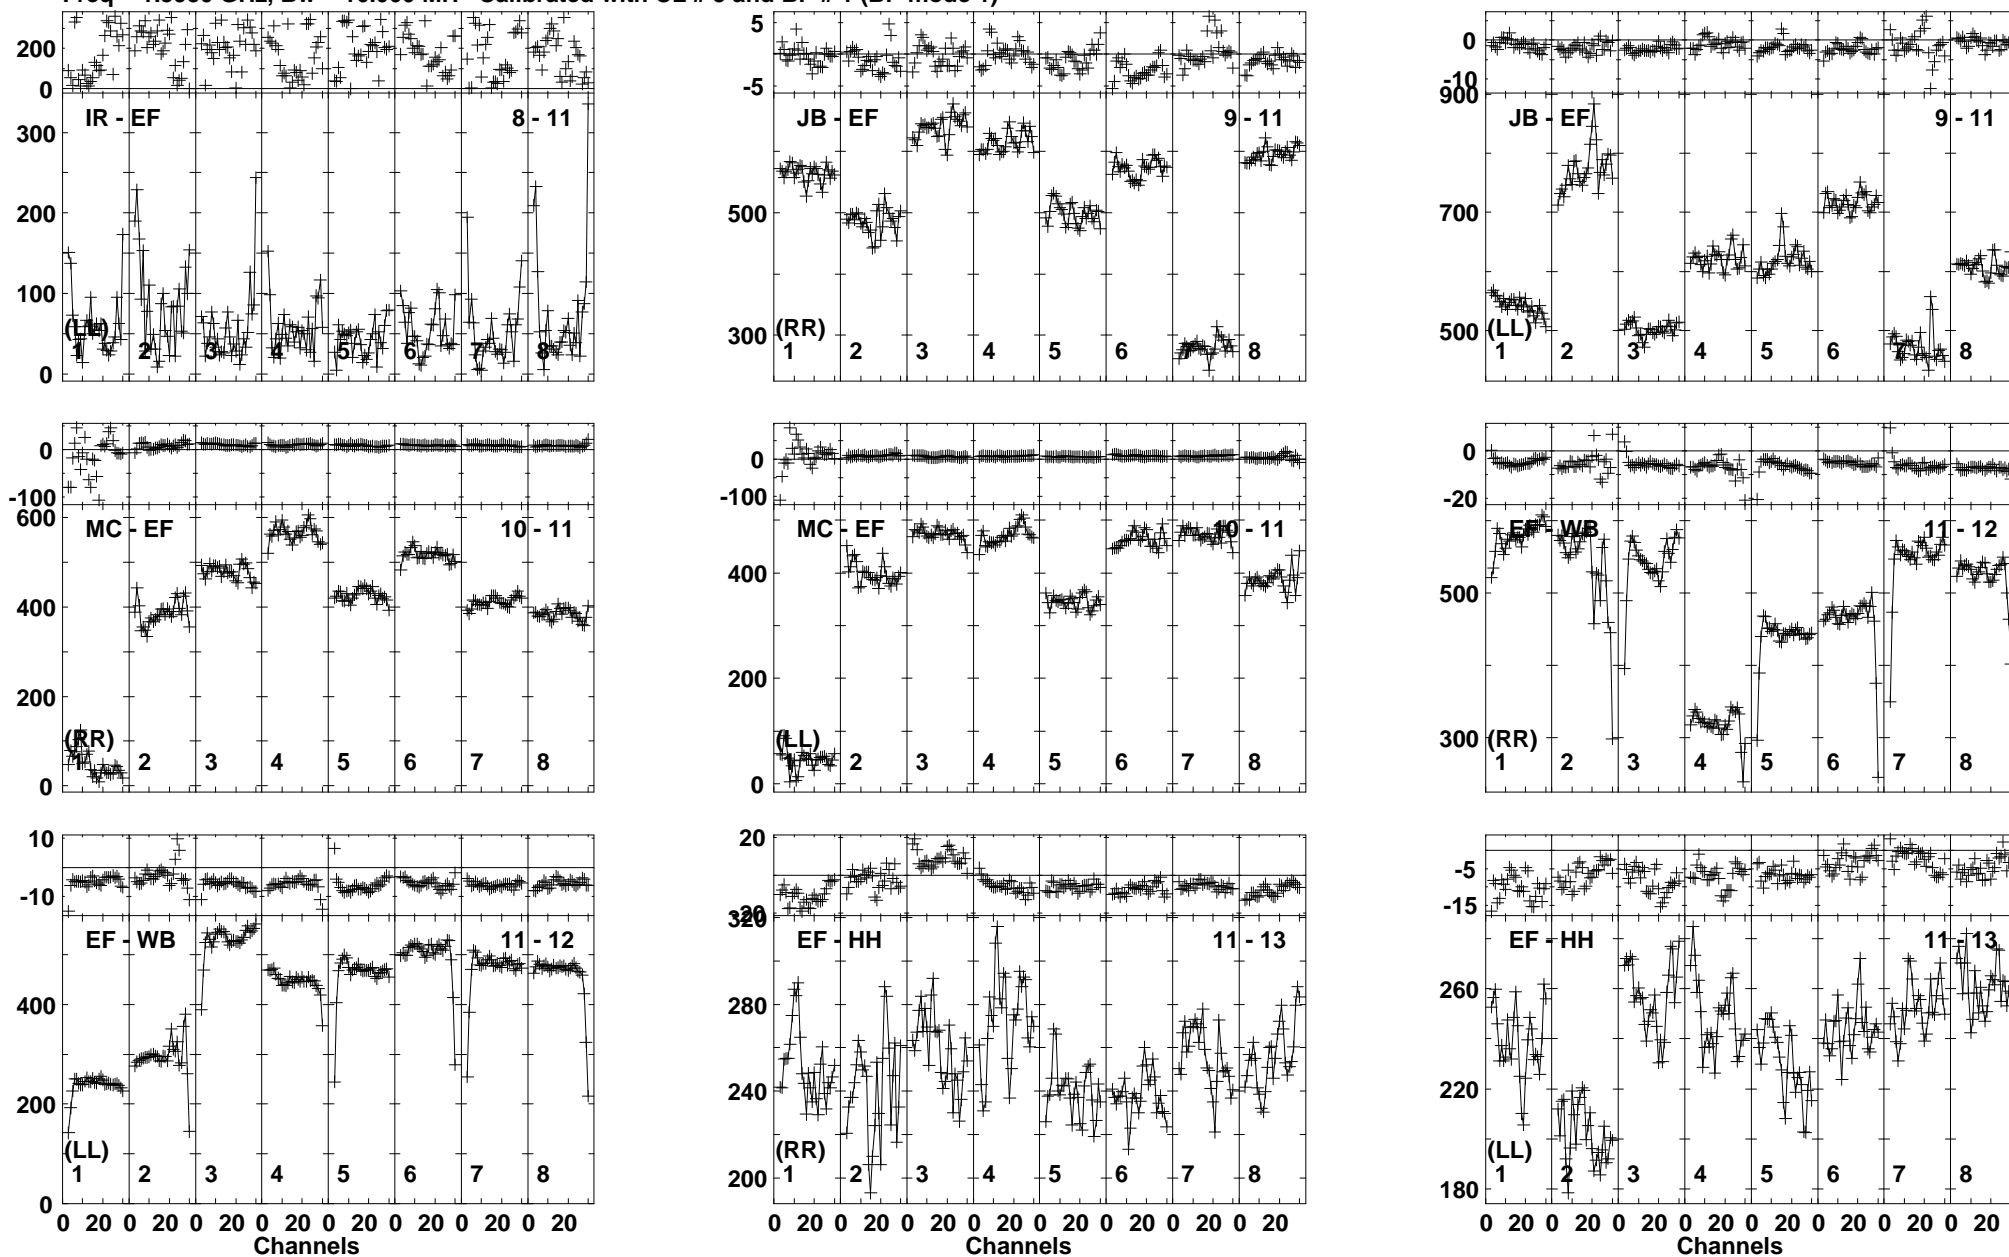 200
0
IR - EF 8 - 11
300
200
100
0
(LL)
1 2 3 4 5 6 7 8
5
-5
JB - EF 9 - 11
500
300
(RR)
1 2 3 4 5 6 7 8
0
-10
900
JB - EF 9 - 11
700
500
(LL)
1 2 3 4 5 6 7 8
0
-100
600
MC - EF 10 - 11
400
200
0
(RR)
1 2 3 4 5 6 7 8
0
-100
MC - EF 10 - 11
400
200
0
(LL)
1 2 3 4 5 6 7 8
0
-20
EF - WB 11 - 12
500
300
(RR)
1 2 3 4 5 6 7 8
10
-10
EF - WB 11 - 12
400
200
0
(LL)
1 2 3 4 5 6 7 8
0 20 0 20 0 20 0 20 0 20 0 20 0 20 0 20
Channels
20
-20
320
EF - HH 11 - 13
280
240
200
(RR)
1 2 3 4 5 6 7 8
0 20 0 20 0 20 0 20 0 20 0 20 0 20 0 20
Channels
-5
-15
EF - HH 11 - 13
260
220
180
(LL)
1 2 3 4 5 6 7 8
0 20 0 20 0 20 0 20 0 20 0 20 0 20 0 20
Channels